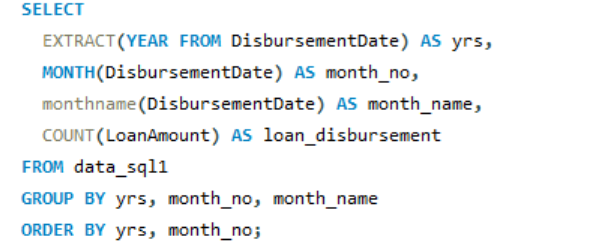 SELECT
EXTRACT(YEAR FROM DisbursementDate) AS yrs,
MONTH(DisbursementDate) AS month_no,
monthname(DisbursementDate) AS month_name,
COUNT(LoanAmount) AS loan_disbursement
FROM data_sql1
GROUP BY yrs, month_no, month_name
ORDER BY yrs, month_no;